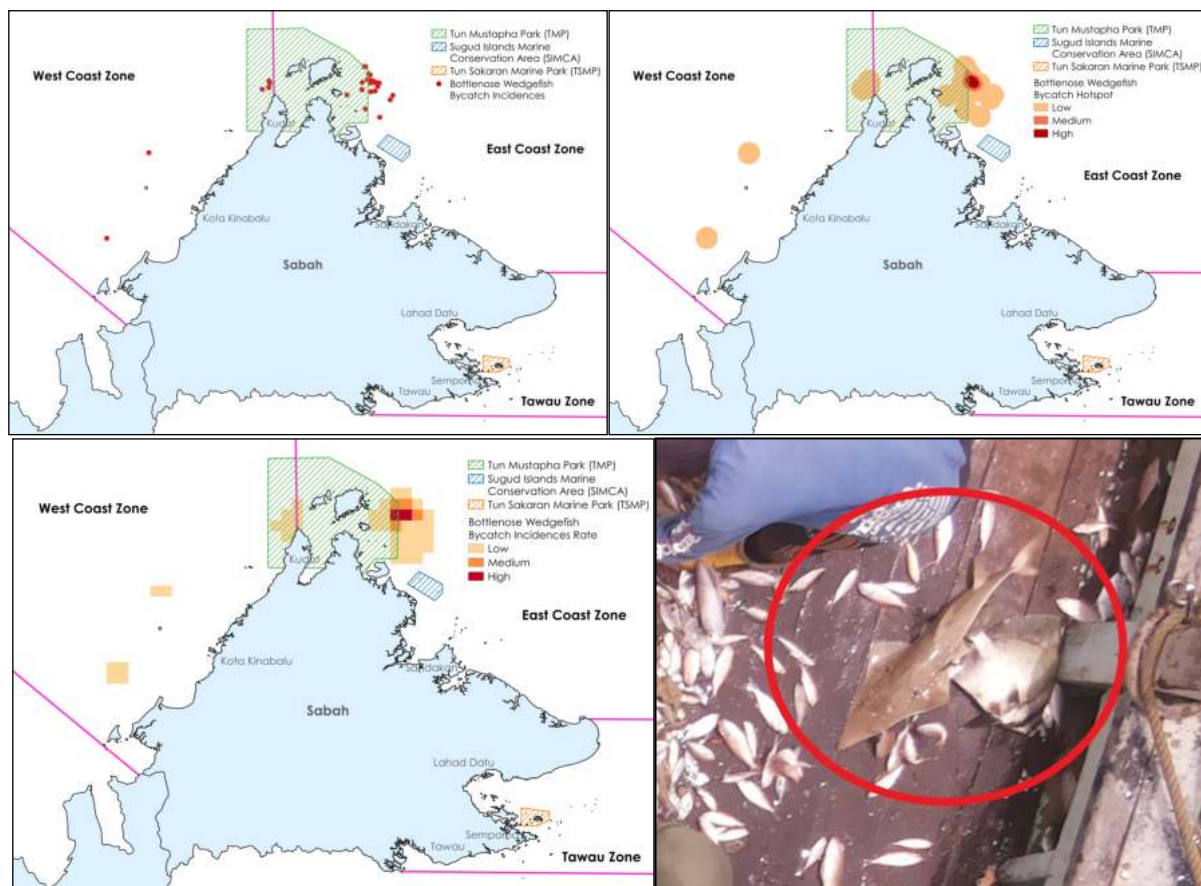 Tun Mustapha Park (TMP)
Sugud Islands Marine
Conservation Area (SIMCA)
Tun Sakaran Marine Park (TSMP)
Bottlenose Wedgefish
Bycatch Incidences
West Coast Zone
Kudat
East Coast Zone
Kota Kinabalu
Sandakan
Sabah
Lahad Datu
Semporna
Tawau
Tawau Zone
Tun Mustapha Park (TMP)
Sugud Islands Marine
Conservation Area (SIMCA)
Tun Sakaran Marine Park (TSMP)
Bottlenose Wedgefish
Bycatch Hotspot
Low
Medium
High
West Coast Zone
Kudat
East Coast Zone
Kota Kinabalu
Sandakan
Sabah
Lahad Datu
Semporna
Tawau
Tawau Zone
Tun Mustapha Park (TMP)
Sugud Islands Marine
Conservation Area (SIMCA)
Tun Sakaran Marine Park (TSMP)
Bottlenose Wedgefish
Bycatch Incidences Rate
Low
Medium
High
West Coast Zone
Kudat
East Coast Zone
Kota Kinabalu
Sandakan
Sabah
Lahad Datu
Semporna
Tawau
Tawau Zone